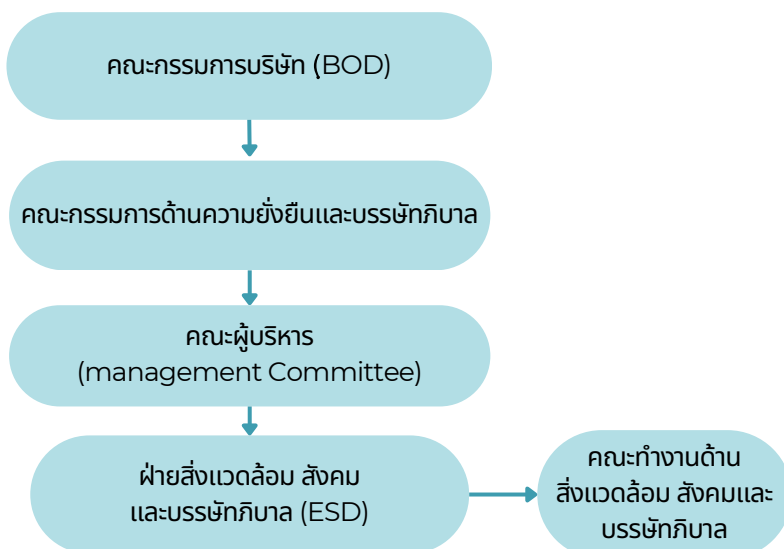 คณะกรรมการบริษัท (BOD)
คณะกรรมการด้านความยั่งยืนและบรรษัทภิบาล
คณะผู้บริหาร
(management Committee)
ฝ่ายสิ่งแวดล้อม สังคม
และบรรษัทภิบาล (ESD)
คณะทำงานด้าน
สิ่งแวดล้อม สังคมและ
บรรษัทภิบาล